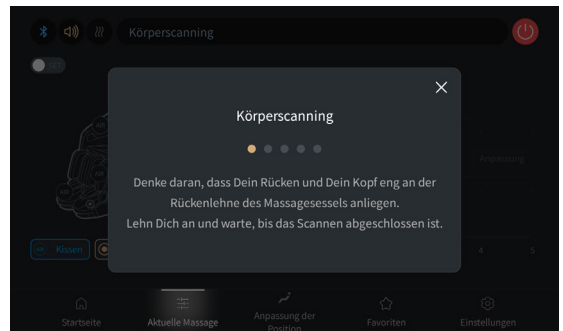 Körperscanning
Körperscanning
Denke daran, dass Dein Rücken und Dein Kopf eng an der
Rückenlehne des Massagesessels anliegen.
Lehn Dich an und warte, bis das Scannen abgeschlossen ist.
Anpassung
Kissen
4 5
Startseite
Aktuelle Massage
Anpassung der
Position
Favoriten
Einstellungen